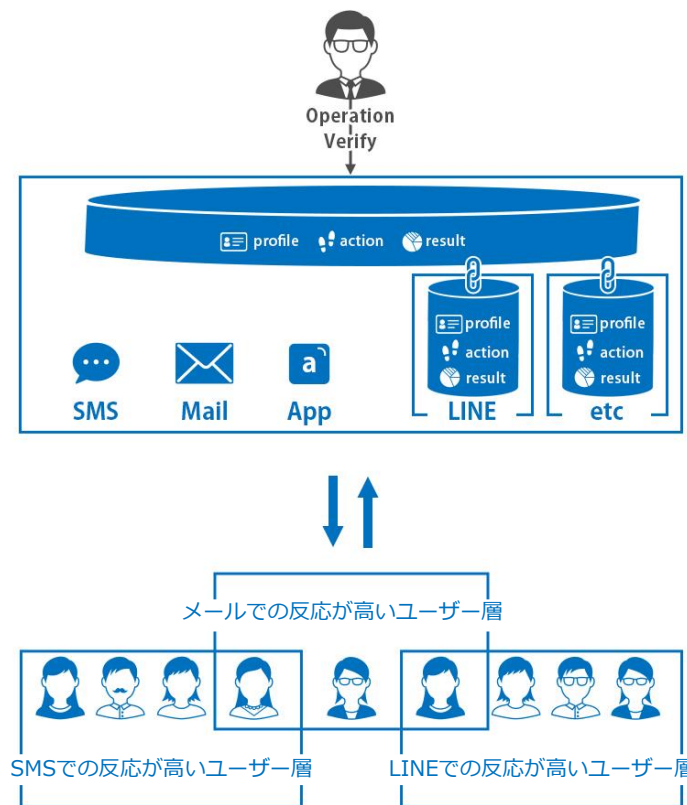 Operation
Verify
profile action result
profile
action
result
profile
action
result
SMS
Mail
a
App
LINE
etc
メールでの反応が高いユーザー層
SMSでの反応が高いユーザー層
LINEでの反応が高いユーザー層